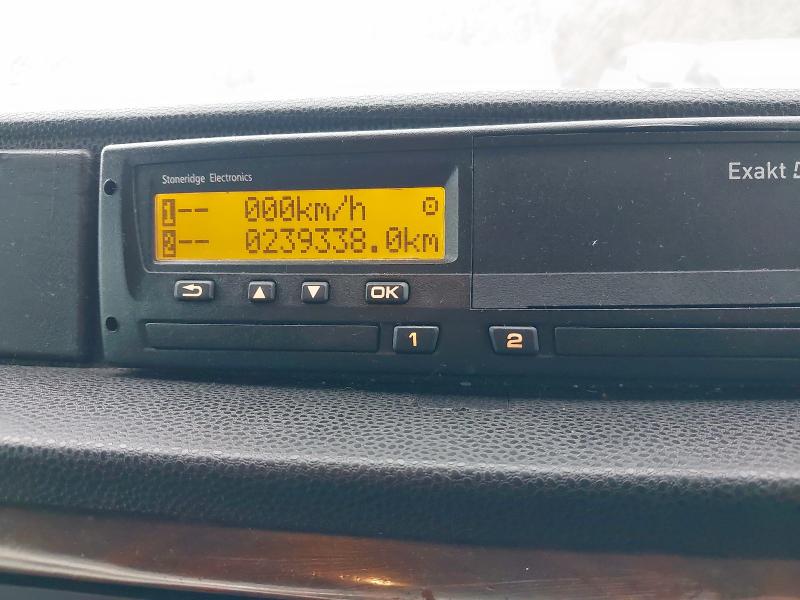 Stoneridge Electronics
Exakt
1-- 000km/h
2-- 0239338.0km
OK
1
2